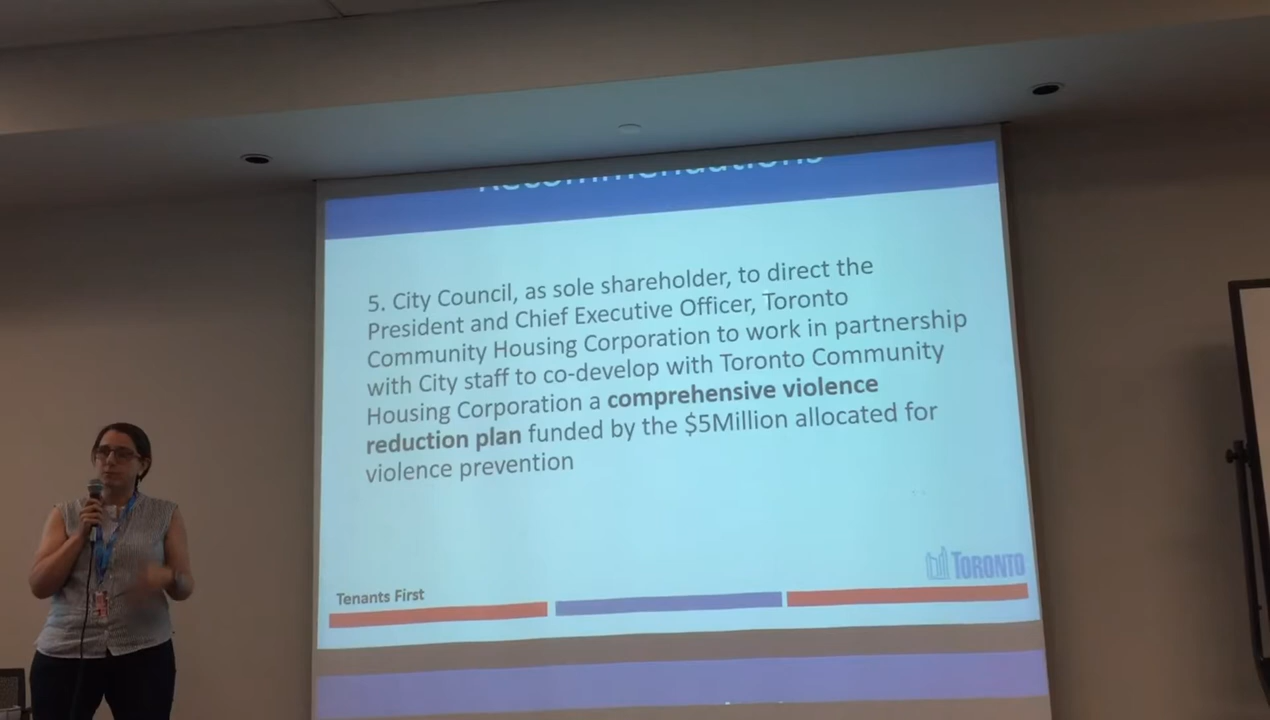 Recommendations
5. City Council, as sole shareholder, to direct the
President and Chief Executive Officer, Toronto
Community Housing Corporation to work in partnership
with City staff to co-develop with Toronto Community
Housing Corporation a comprehensive violence
reduction plan funded by the $5Million allocated for
violence prevention
TORONTO
Tenants First